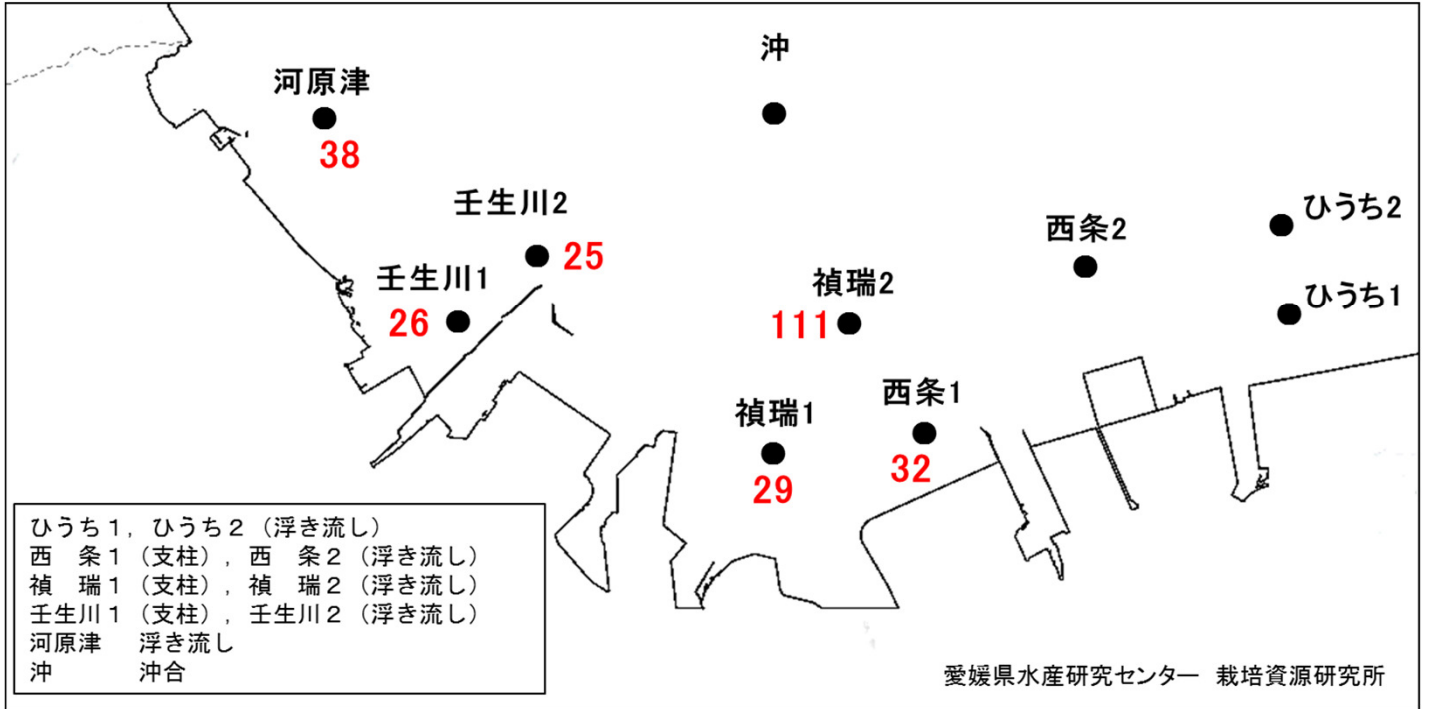 沖
河原津
38
壬生川2
25
ひうち2
西条2
壬生川1
26
禎瑞2
111
ひうち1
西条1
32
禎瑞1
29
ひうち1，ひうち2（浮き流し）
西　条1（支柱），西　条2（浮き流し）
禎　瑞1（支柱），禎　瑞2（浮き流し）
壬生川1（支柱），壬生川2（浮き流し）
河原津　　浮き流し
沖　　　　沖合
愛媛県水産研究センター　栽培資源研究所